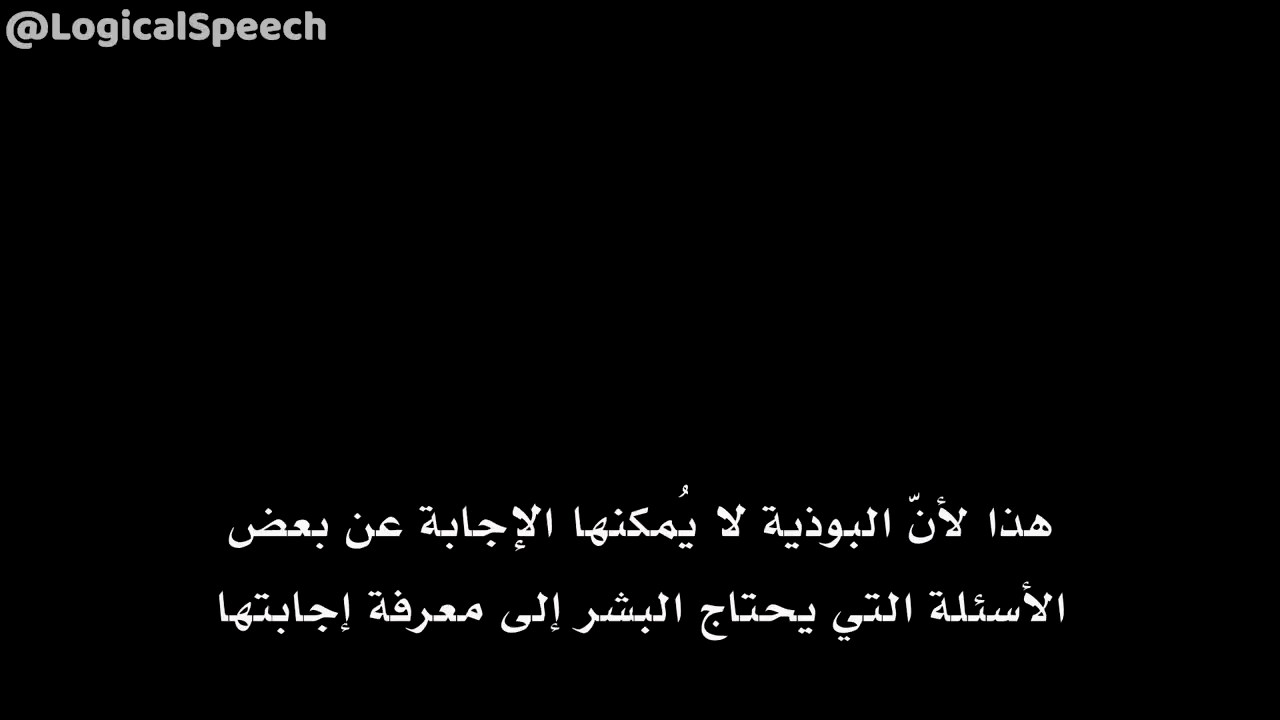 @LogicalSpeech
هذا لأنّ البوذية لا يُمكنها الإجابة عن بعض
الأسئلة التي يحتاج البشر إلى معرفة إجابتها